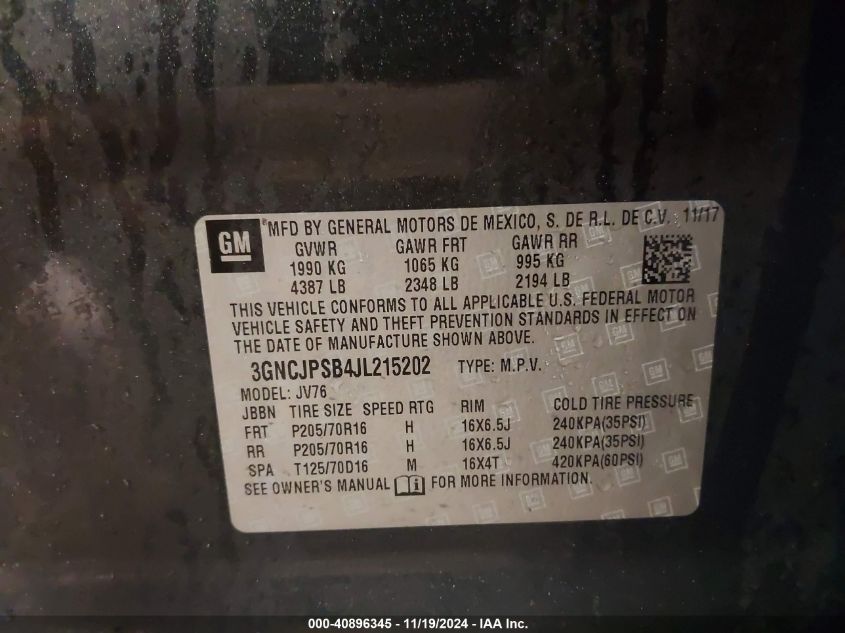 GM
®MFD BY GENERAL MOTORS DE MEXICO, S. DE R.L. DE C.V. 11/17
GVWR GAWR FRT GAWR RR
1990 KG 1065 KG 995 KG
4387 LB 2348 LB 2194 LB
THIS VEHICLE CONFORMS TO ALL APPLICABLE U.S. FEDERAL MOTOR
VEHICLE SAFETY AND THEFT PREVENTION STANDARDS IN EFFECT ON
THE DATE OF MANUFACTURE SHOWN ABOVE.
3GNCJPSB4JL215202 TYPE: M.P.V.
MODEL: JV76
JBBN TIRE SIZE SPEED RTG RIM COLD TIRE PRESSURE
FRT P205/70R16 H 16X6.5J 240KPA(35PSI)
RR P205/70R16 H 16X6.5J 240KPA(35PSI)
SPA T125/70D16 M 16X4T 420KPA(60PSI)
SEE OWNER'S MANUAL FOR MORE INFORMATION.
000-40896345 - 11/19/2024 - IAA Inc.